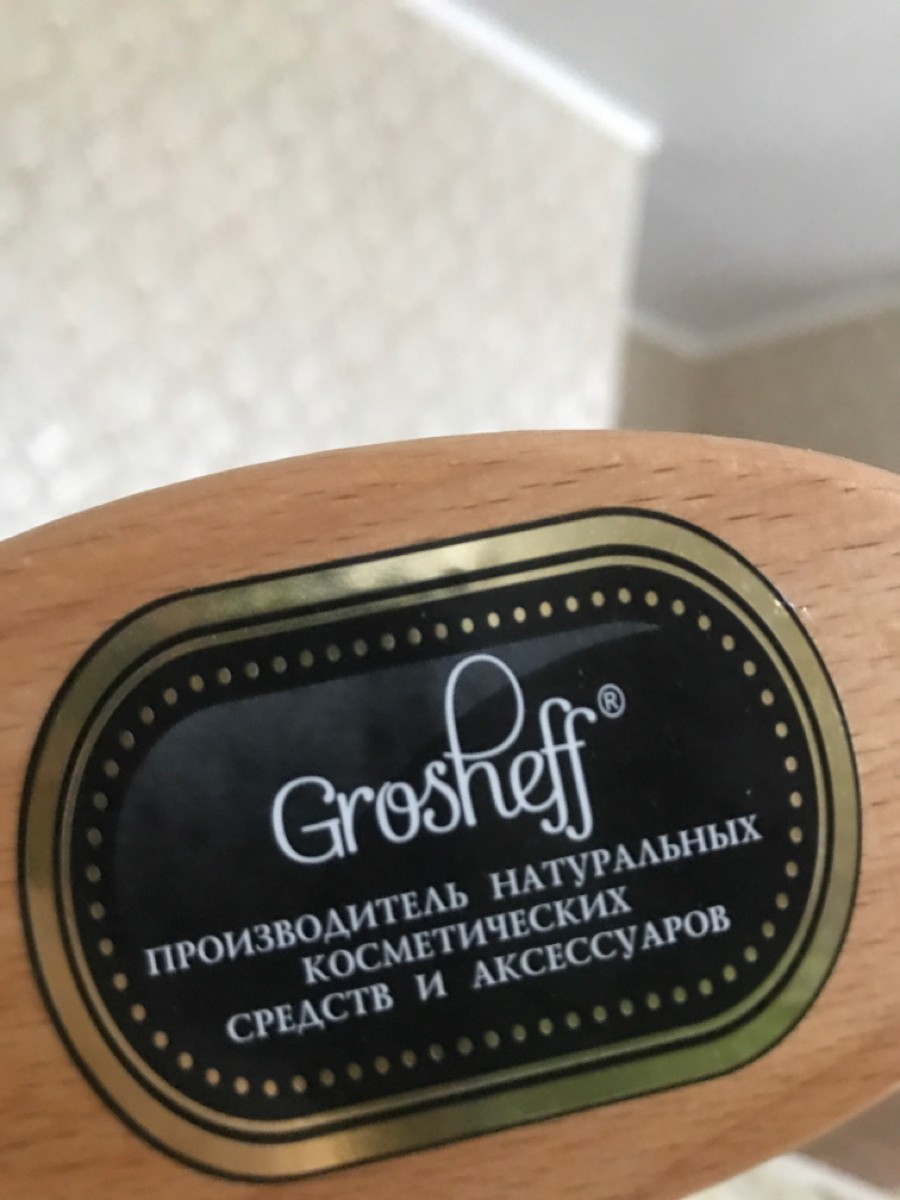 Grosheff®
ПРОИЗВОДИТЕЛЬ НАТУРАЛЬНЫХ
КОСМЕТИЧЕСКИХ
СРЕДСТВ И АКСЕССУАРОВ